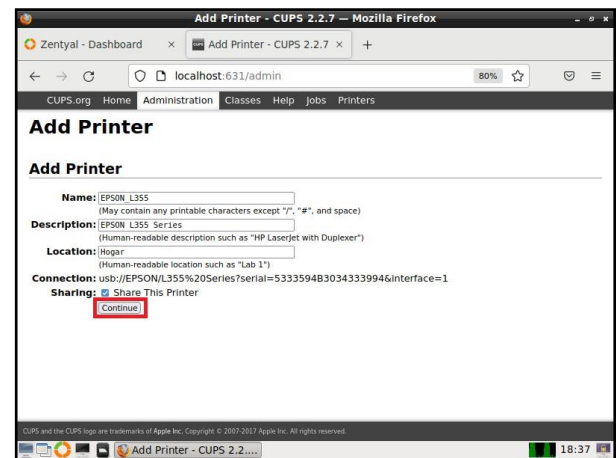 Add Printer - CUPS 2.2.7 — Mozilla Firefox
Zentyal - Dashboard × Add Printer - CUPS 2.2.7 × +
localhost:631/admin 80%
CUPS.org Home Administration Classes Help Jobs Printers
Add Printer
Add Printer
Name: EPSON_L355
(May contain any printable characters except "/", "#", and space)
Description: EPSON L355 Series
(Human-readable description such as "HP LaserJet with Duplexer")
Location: Hogar
(Human-readable location such as "Lab 1")
Connection: usb://EPSON/L355%20Series?serial=5333594B3034333994&interface=1
Sharing: Share This Printer
Continue
CUPS and the CUPS logo are trademarks of Apple Inc. Copyright © 2007-2017 Apple Inc. All rights reserved.
Add Printer - CUPS 2.2.... 18:37